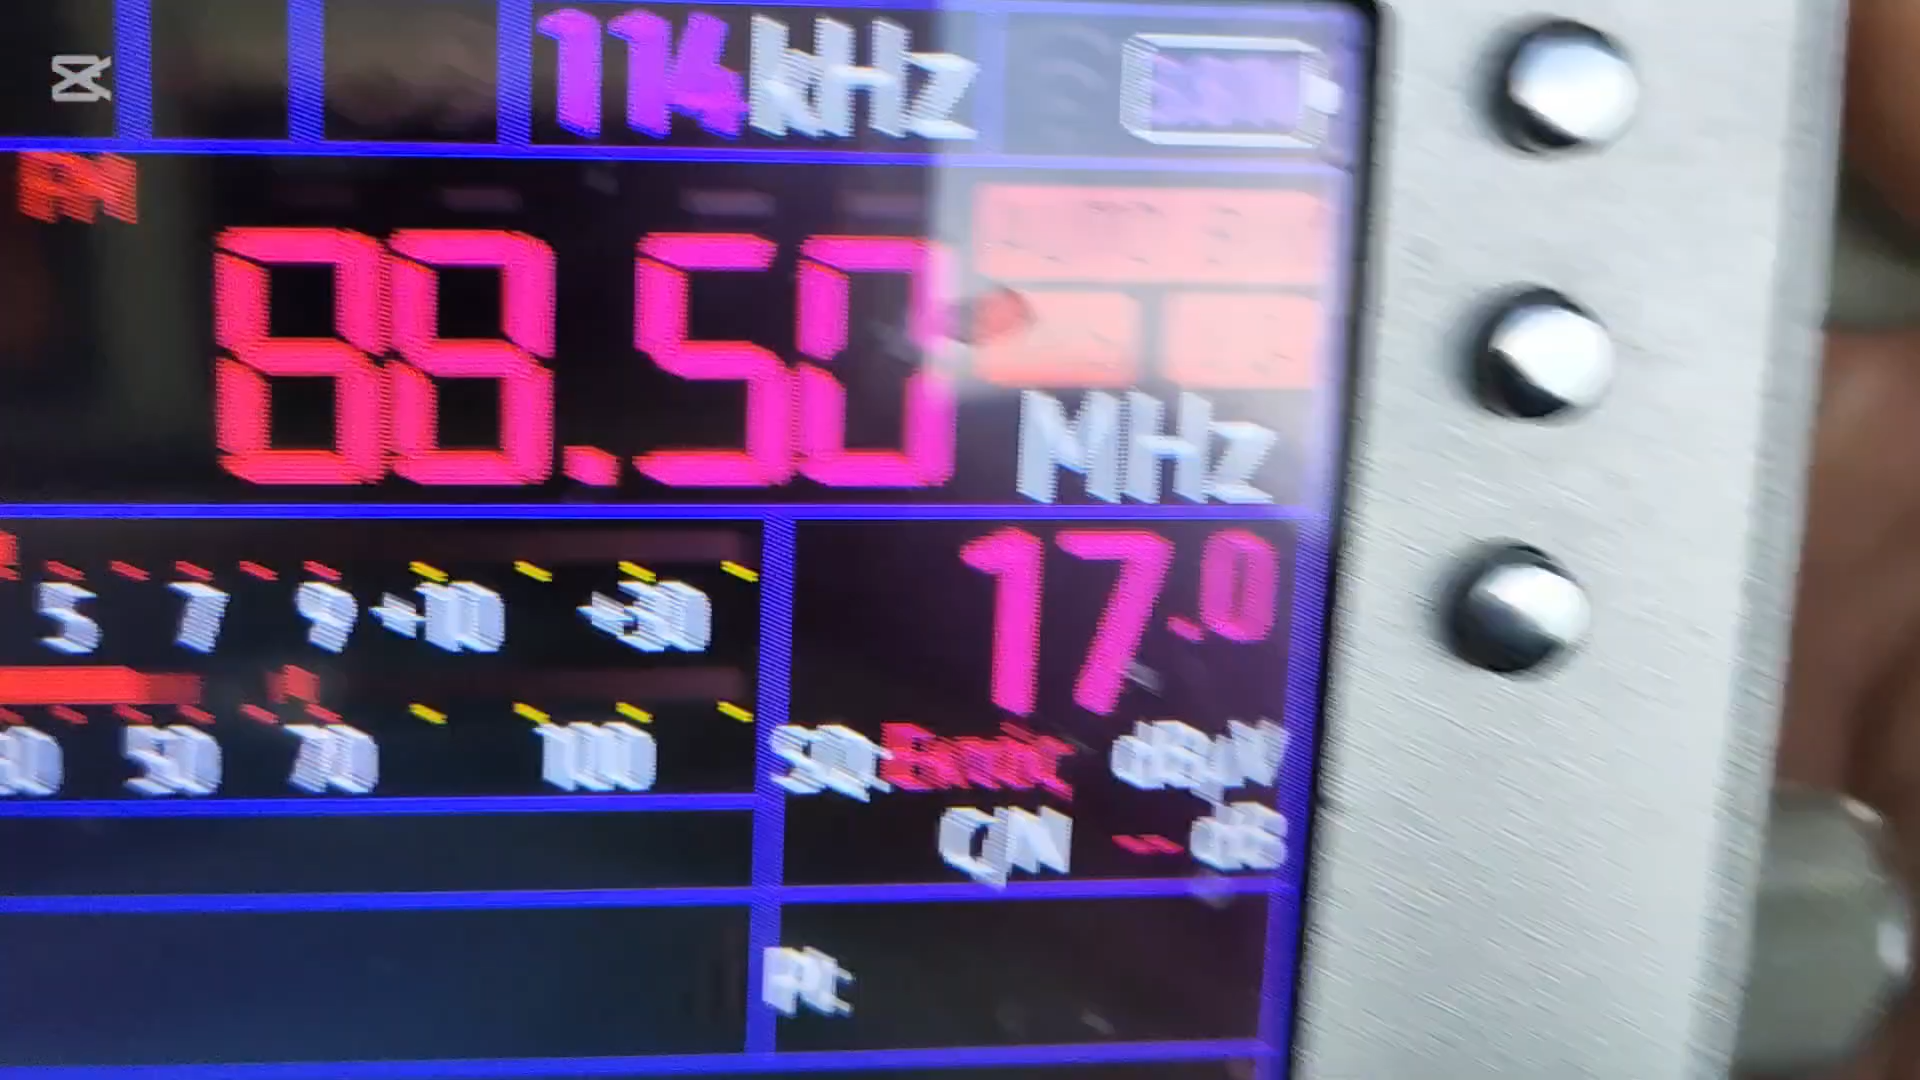 114kHz
FM
88.50
MHz
5 7 9 +10 +30
17.0
50 70 100
SQ dBµV
C/N -- dB